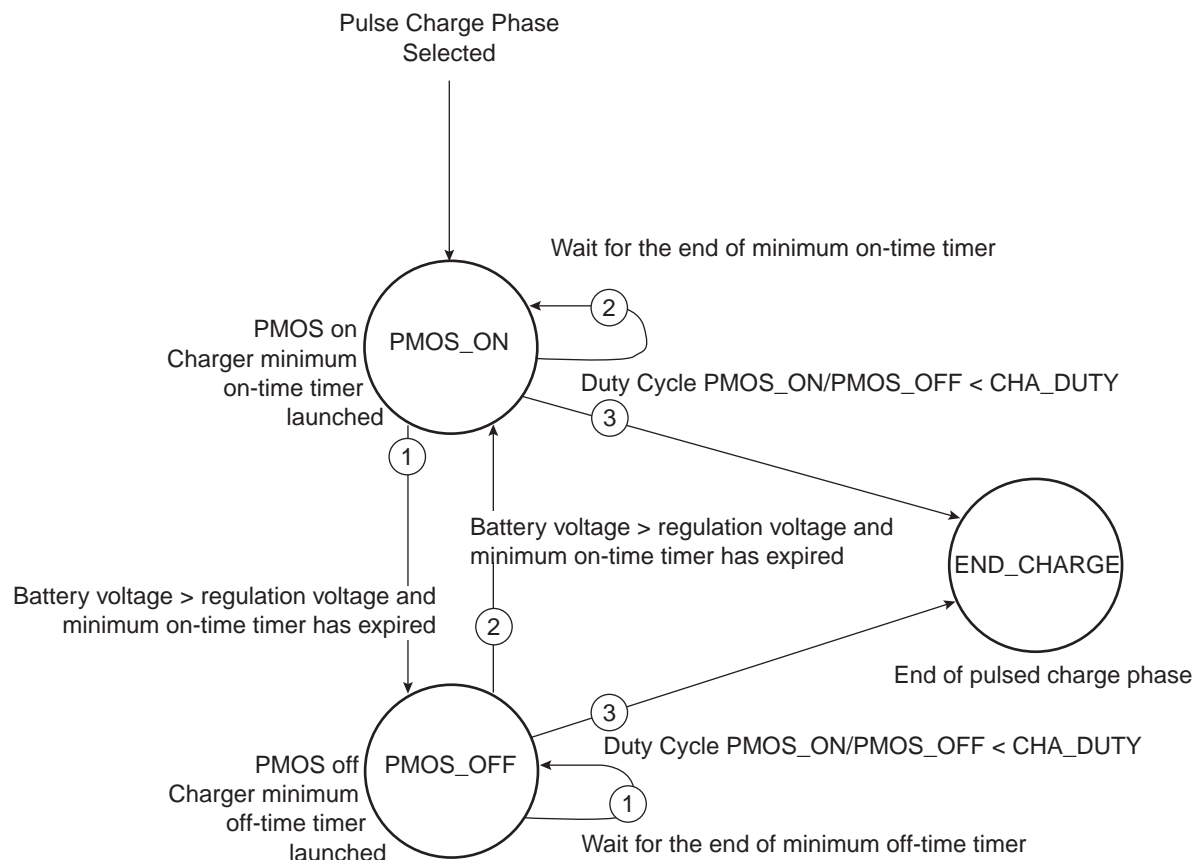 Pulse Charge Phase
Selected
Wait for the end of minimum on-time timer
2
PMOS on
Charger minimum
on-time timer
launched
PMOS_ON
Duty Cycle PMOS_ON/PMOS_OFF < CHA_DUTY
3
1
Battery voltage > regulation voltage and
minimum on-time timer has expired
END_CHARGE
Battery voltage > regulation voltage and
minimum on-time timer has expired
2
End of pulsed charge phase
3
Duty Cycle PMOS_ON/PMOS_OFF < CHA_DUTY
PMOS off
Charger minimum
off-time timer
launched
PMOS_OFF
1
Wait for the end of minimum off-time timer